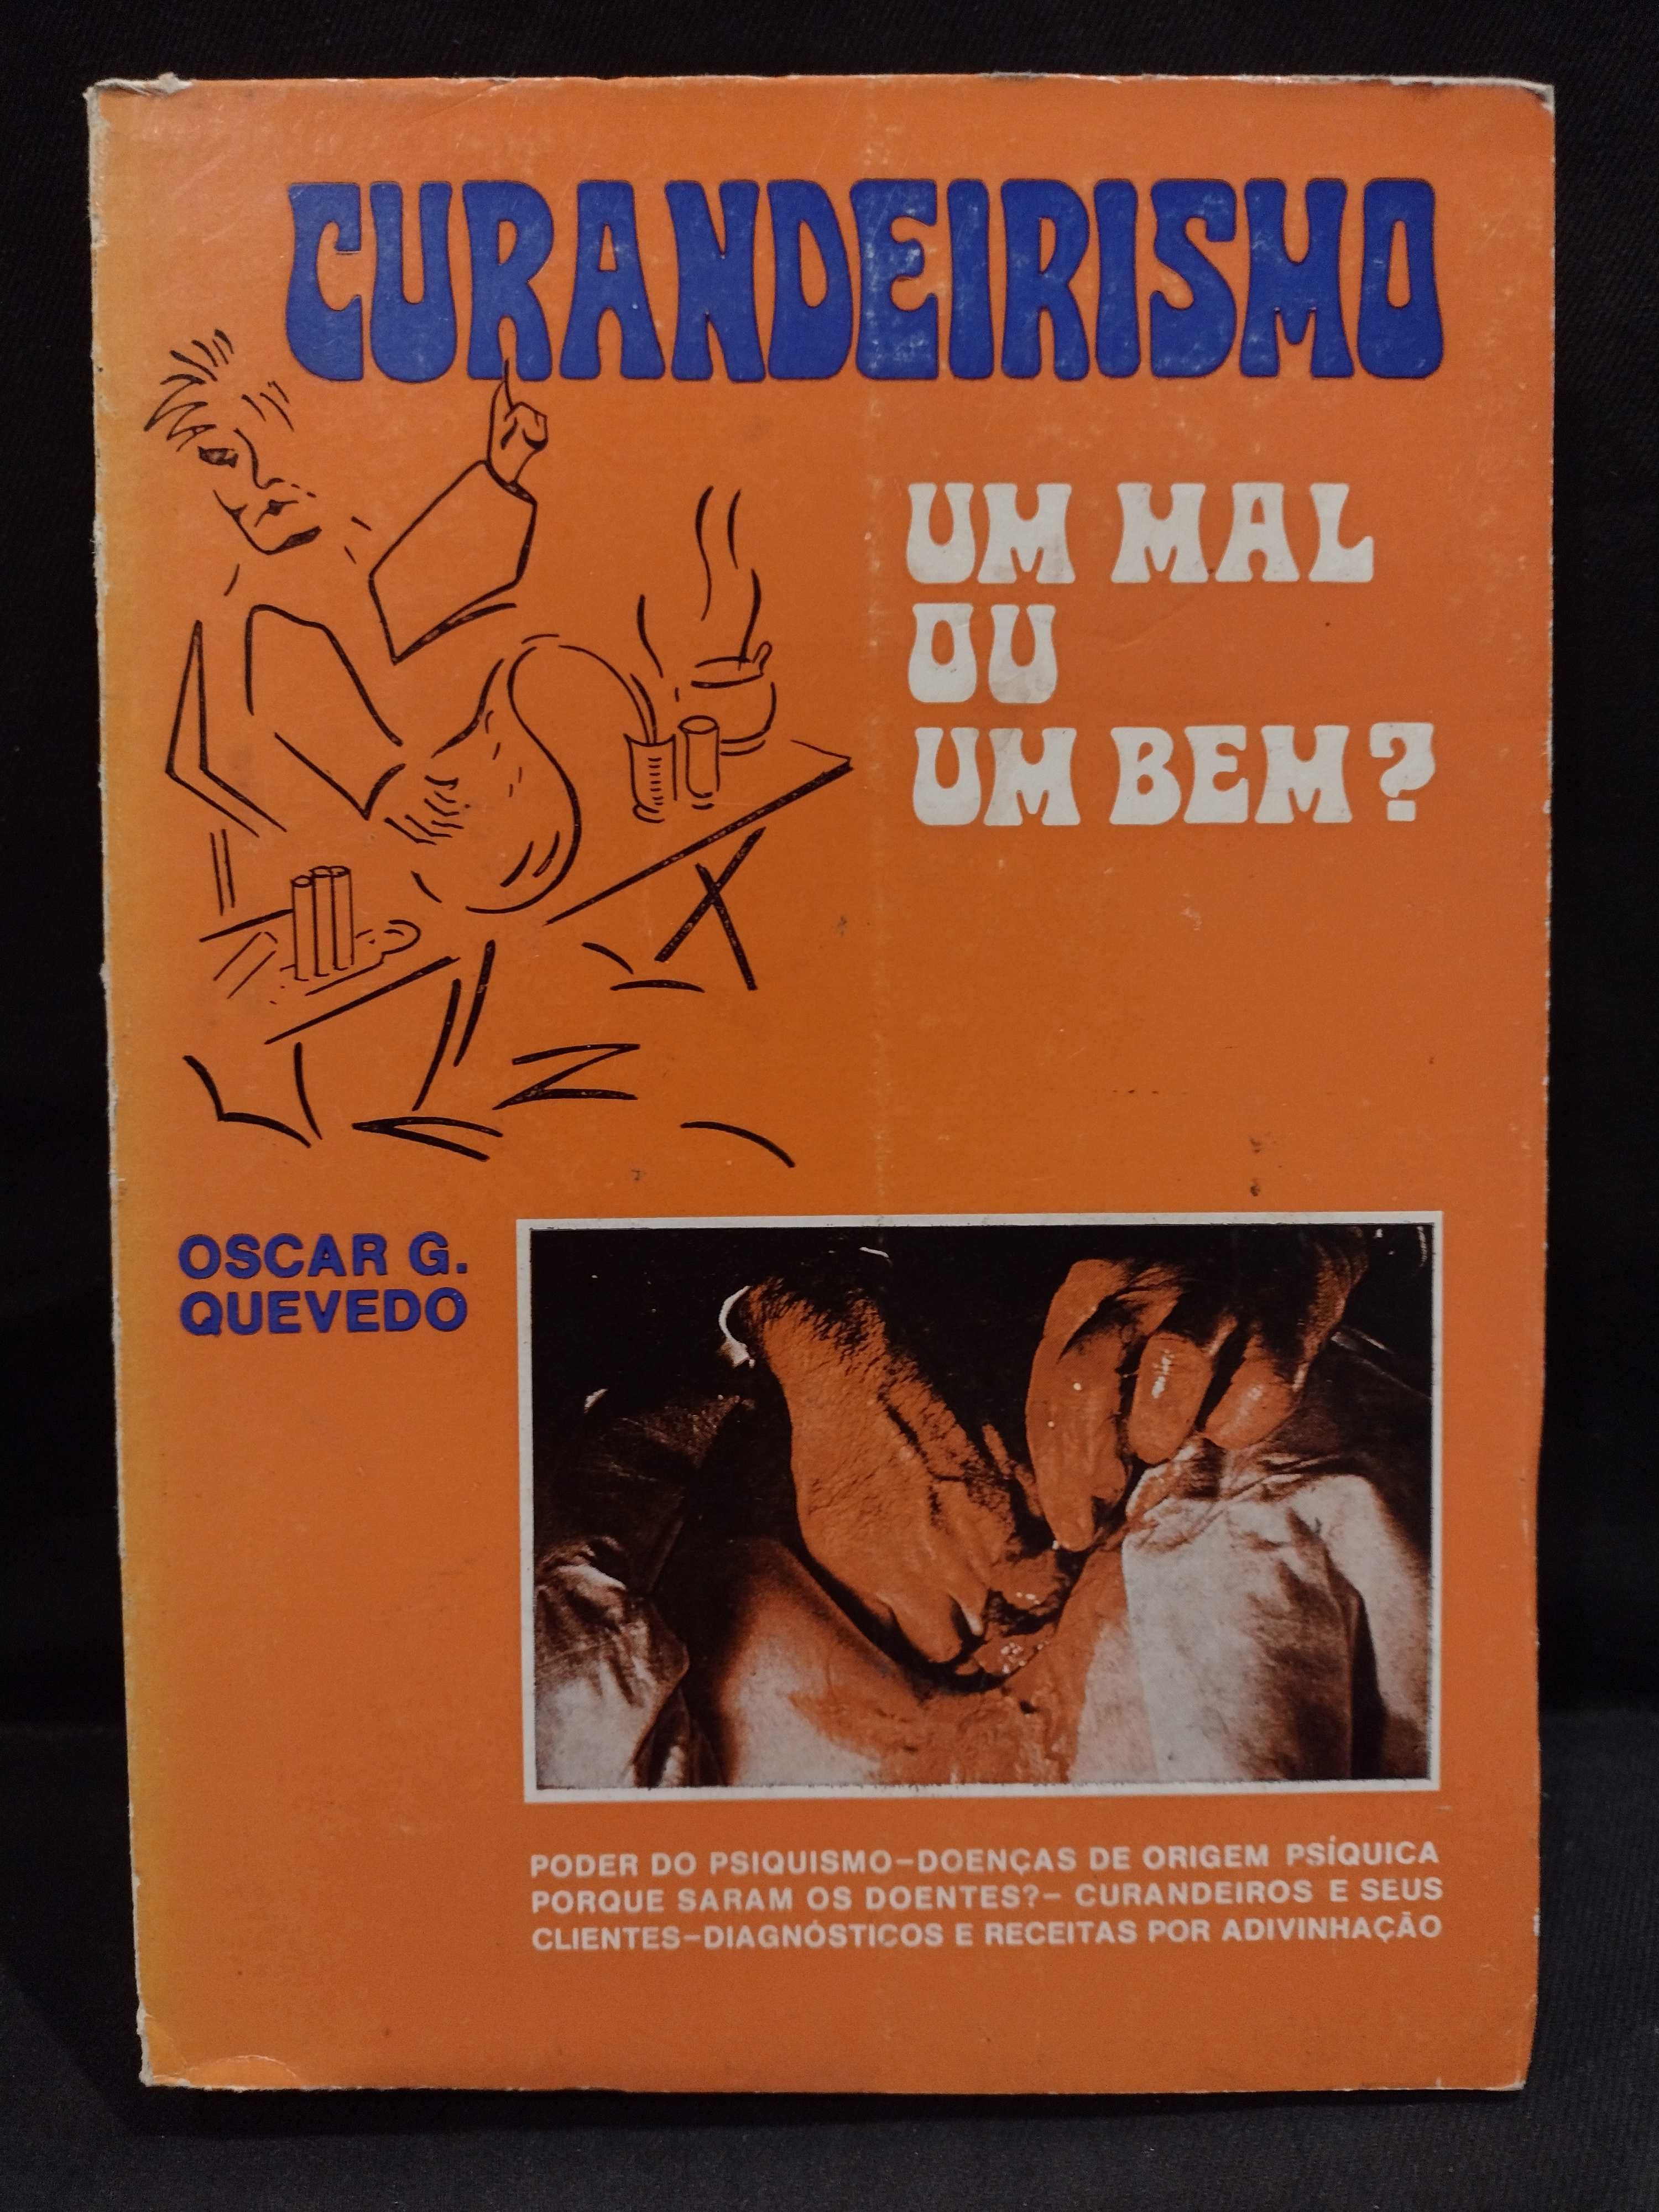 CURANDEIRISMO
UM MAL
OU
UM BEM?
OSCAR G.
QUEVEDO
PODER DO PSIQUISMO-DOENÇAS DE ORIGEM PSÍQUICA
PORQUE SARAM OS DOENTES?- CURANDEIROS E SEUS
CLIENTES-DIAGNÓSTICOS E RECEITAS POR ADIVINHAÇÃO